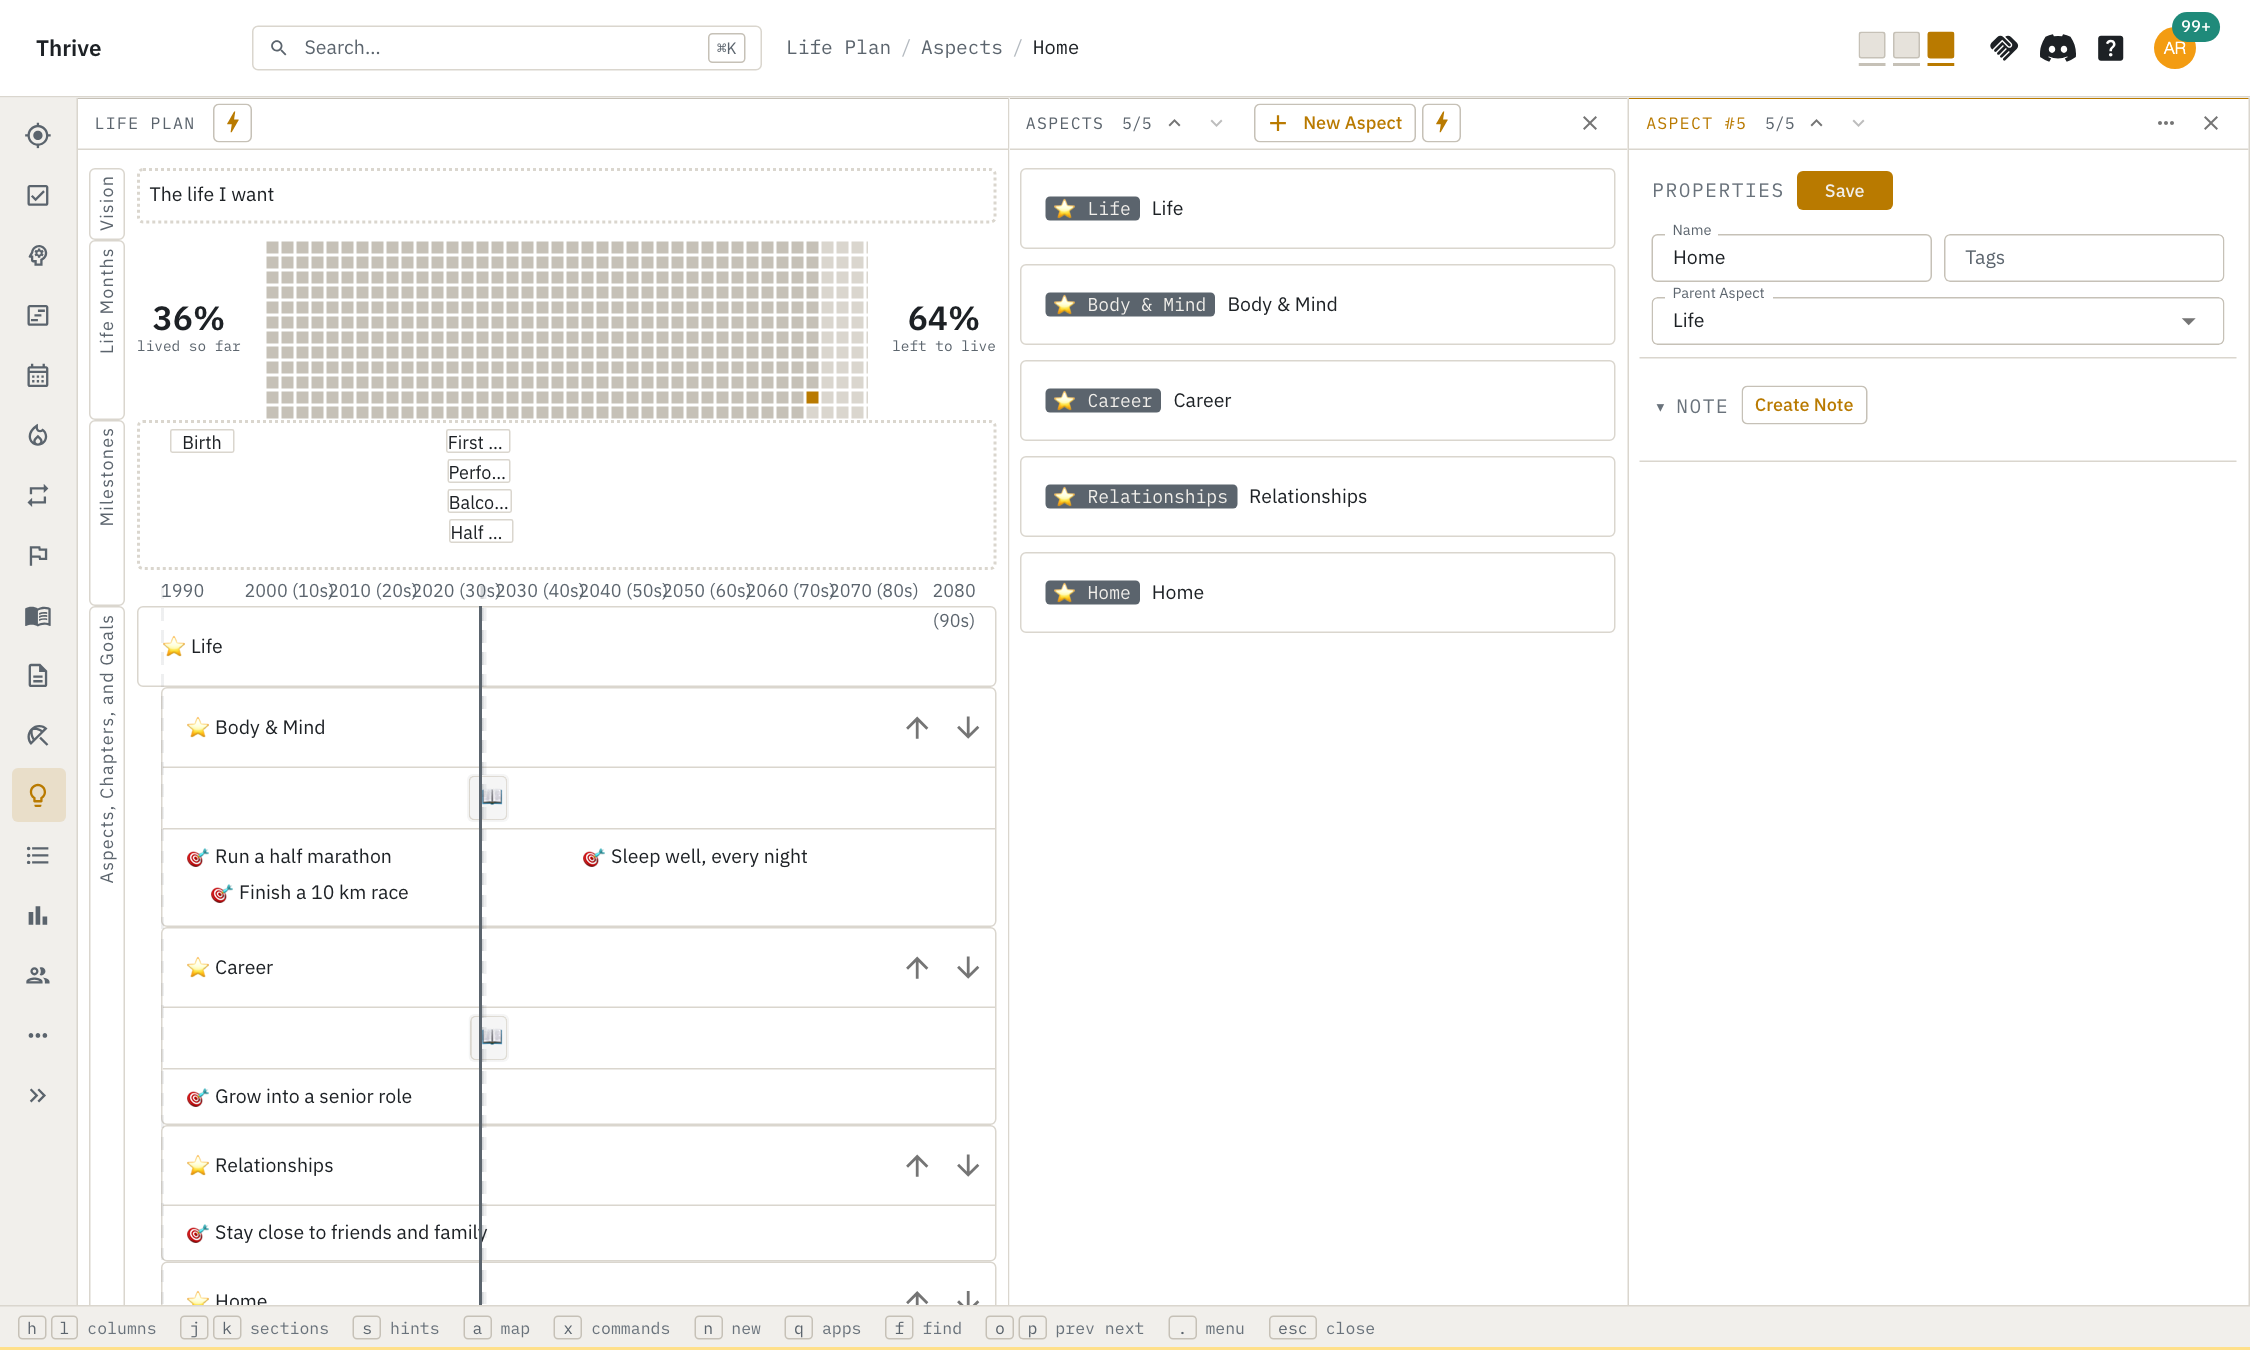 Thrive
Search...
⌘K
Life Plan / Aspects / Home
99+
AR
LIFE PLAN
Vision
The life I want
Life Months
36%
lived so far
64%
left to live
Milestones
Birth
First ...
Perfo...
Balco...
Half ...
1990 2000 (10s) 2010 (20s) 2020 (30s) 2030 (40s) 2040 (50s) 2050 (60s) 2060 (70s) 2070 (80s) 2080 (90s)
Aspects, Chapters, and Goals
⭐ Life
⭐ Body & Mind
Run a half marathon
Sleep well, every night
Finish a 10 km race
⭐ Career
Grow into a senior role
⭐ Relationships
Stay close to friends and family
⭐ Home
ASPECTS 5/5
New Aspect
⭐ Life Life
⭐ Body & Mind Body & Mind
⭐ Career Career
⭐ Relationships Relationships
⭐ Home Home
ASPECT #5 5/5
PROPERTIES
Save
Name
Home
Tags
Parent Aspect
Life
NOTE
Create Note
h l columns j k sections s hints a map x commands n new q apps f find o p prev next . menu esc close